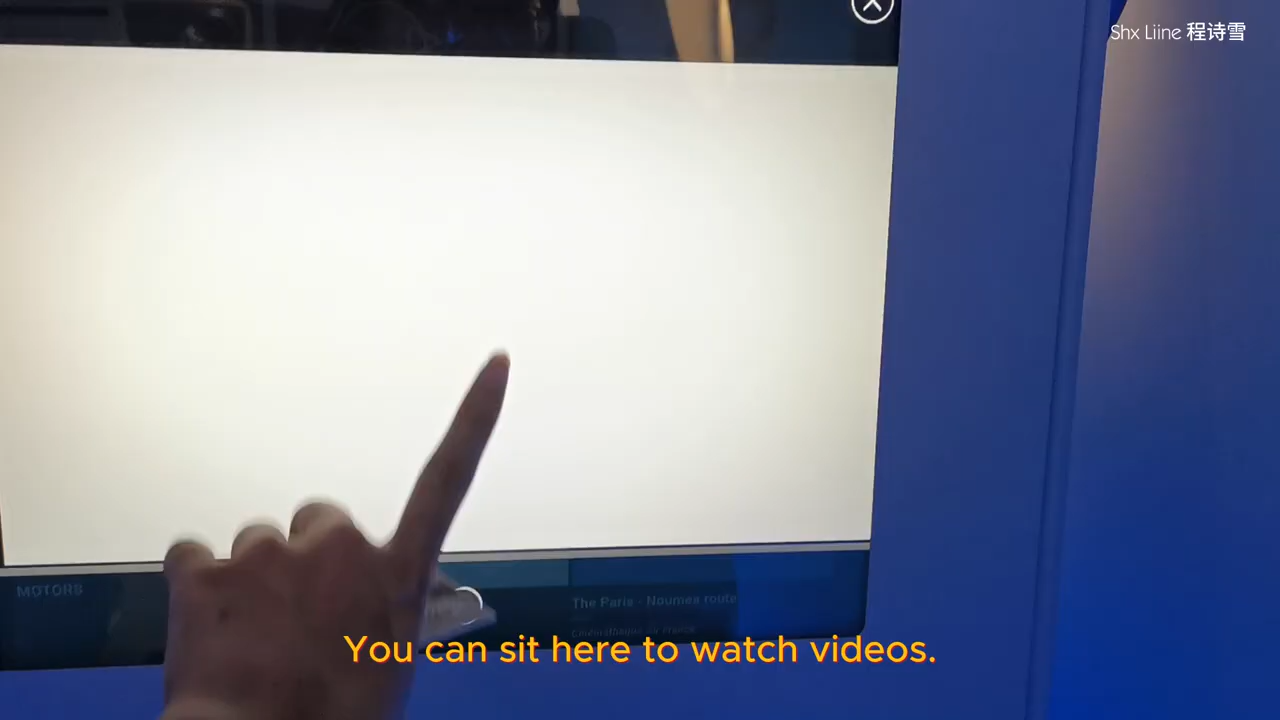 Shx Liine 程诗雪
MOTORS
The Paris - Noumea route
You can sit here to watch videos.